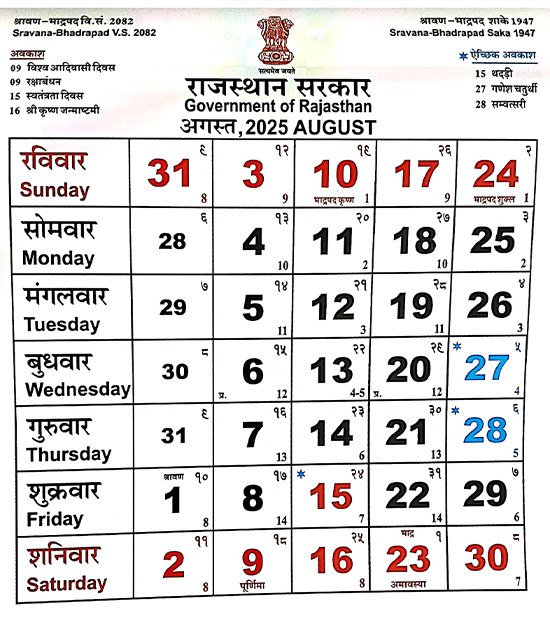 श्रावण-भाद्रपद वि.सं. 2082
Sravana-Bhadrapad V.S. 2082
श्रावण-भाद्रपद शाके 1947
Sravana-Bhadrapad Saka 1947
अवकाश
09 विश्व आदिवासी दिवस
09 रक्षाबंधन
15 स्वतंत्रता दिवस
16 श्री कृष्ण जन्माष्टमी
* ऐच्छिक अवकाश
15 थदड़ी
27 गणेश चतुर्थी
28 सम्वत्सरी
सत्यमेव जयते
राजस्थान सरकार
Government of Rajasthan
अगस्त, 2025 AUGUST
रविवार 31 ९ 3 १२ 10 १९ 17 २६ 24 २
Sunday 8 9 भाद्रपद कृष्ण 1 9 भाद्रपद शुक्ल 1
सोमवार 28 ६ 4 १३ 11 २० 18 २७ 25 ३
Monday 10 2 10 2
मंगलवार 29 ७ 5 १४ 12 २१ 19 २८ 26 ४
Tuesday 11 3 11 3
बुधवार 30 ८ 6 १५ 13 २२ 20 २९ * 27 ५
Wednesday प्र. 12 4-5 प्र. 12 4
गुरुवार 31 ९ 7 १६ 14 २३ 21 ३० * 28 ६
Thursday 13 6 13 5
शुक्रवार श्रावण 1 १० 8 १७ * 15 २४ 22 ३१ 29 ७
Friday 8 14 7 14 6
शनिवार 2 ११ 9 १८ 16 २५ भाद्र 23 १ 30 ८
Saturday 8 पूर्णिमा 8 अमावस्या 7